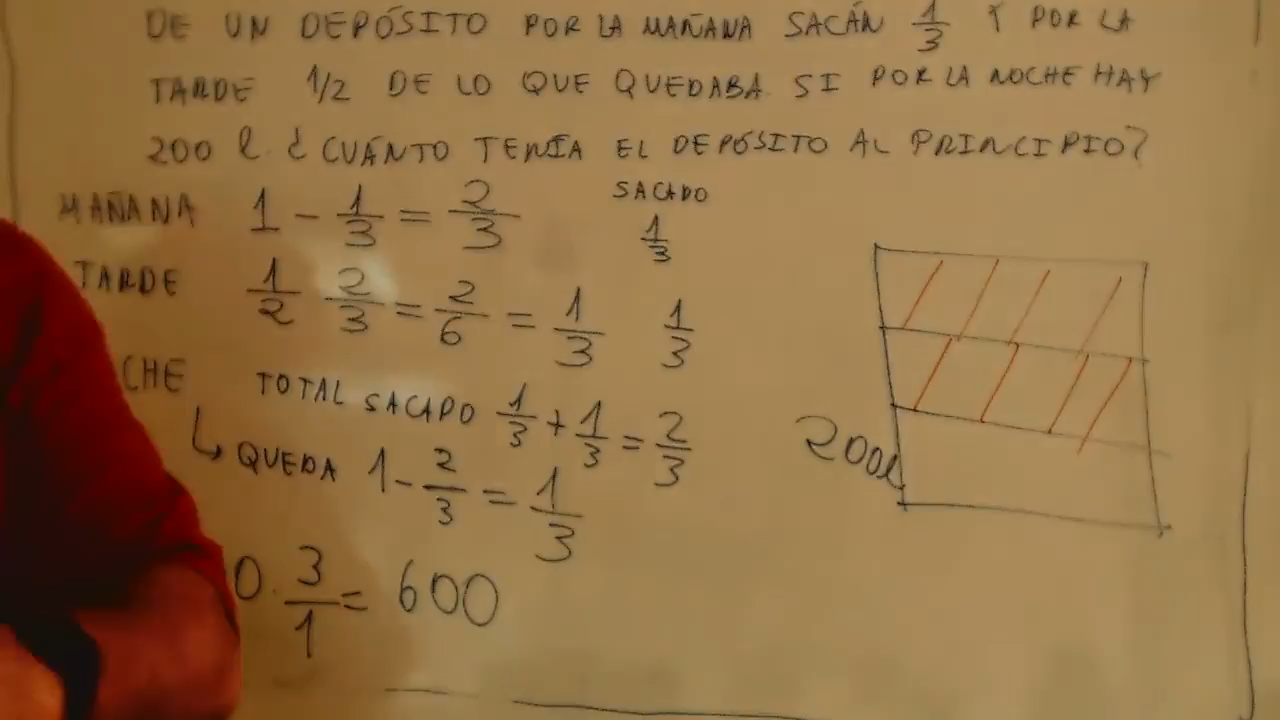 DE UN DEPÓSITO POR LA MAÑANA SACÁN 1/3 Y POR LA
TARDE 1/2 DE LO QUE QUEDABA. SI POR LA NOCHE HAY
200 l. ¿CUÁNTO TENÍA EL DEPÓSITO AL PRINCIPIO?
SACADO
MAÑANA 1 - 1/3 = 2/3 1/3
TARDE 1/2 2/3 = 2/6 = 1/3 1/3
CHE TOTAL SACADO 1/3 + 1/3 = 2/3
↳ QUEDA 1 - 2/3 = 1/3
200l
0 · 3/1 = 600